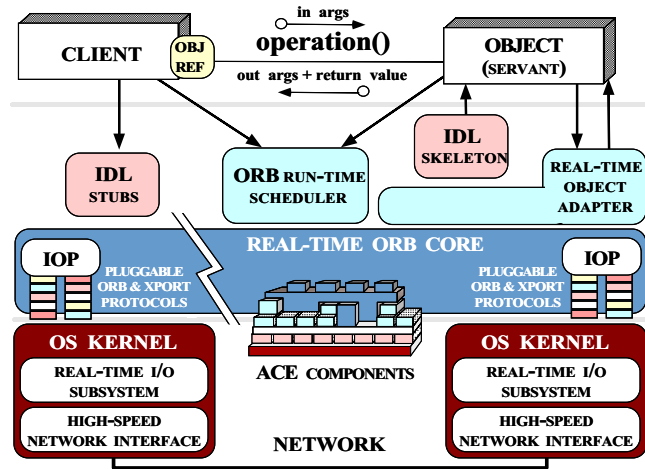 in args
CLIENT
OBJ
REF
operation()
OBJECT
(SERVANT)
out args + return value
IDL
STUBS
ORB RUN-TIME
SCHEDULER
IDL
SKELETON
REAL-TIME
OBJECT
ADAPTER
REAL-TIME ORB CORE
IOP
PLUGGABLE
ORB & XPORT
PROTOCOLS
IOP
PLUGGABLE
ORB & XPORT
PROTOCOLS
OS KERNEL
REAL-TIME I/O
SUBSYSTEM
HIGH-SPEED
NETWORK INTERFACE
ACE COMPONENTS
NETWORK
OS KERNEL
REAL-TIME I/O
SUBSYSTEM
HIGH-SPEED
NETWORK INTERFACE